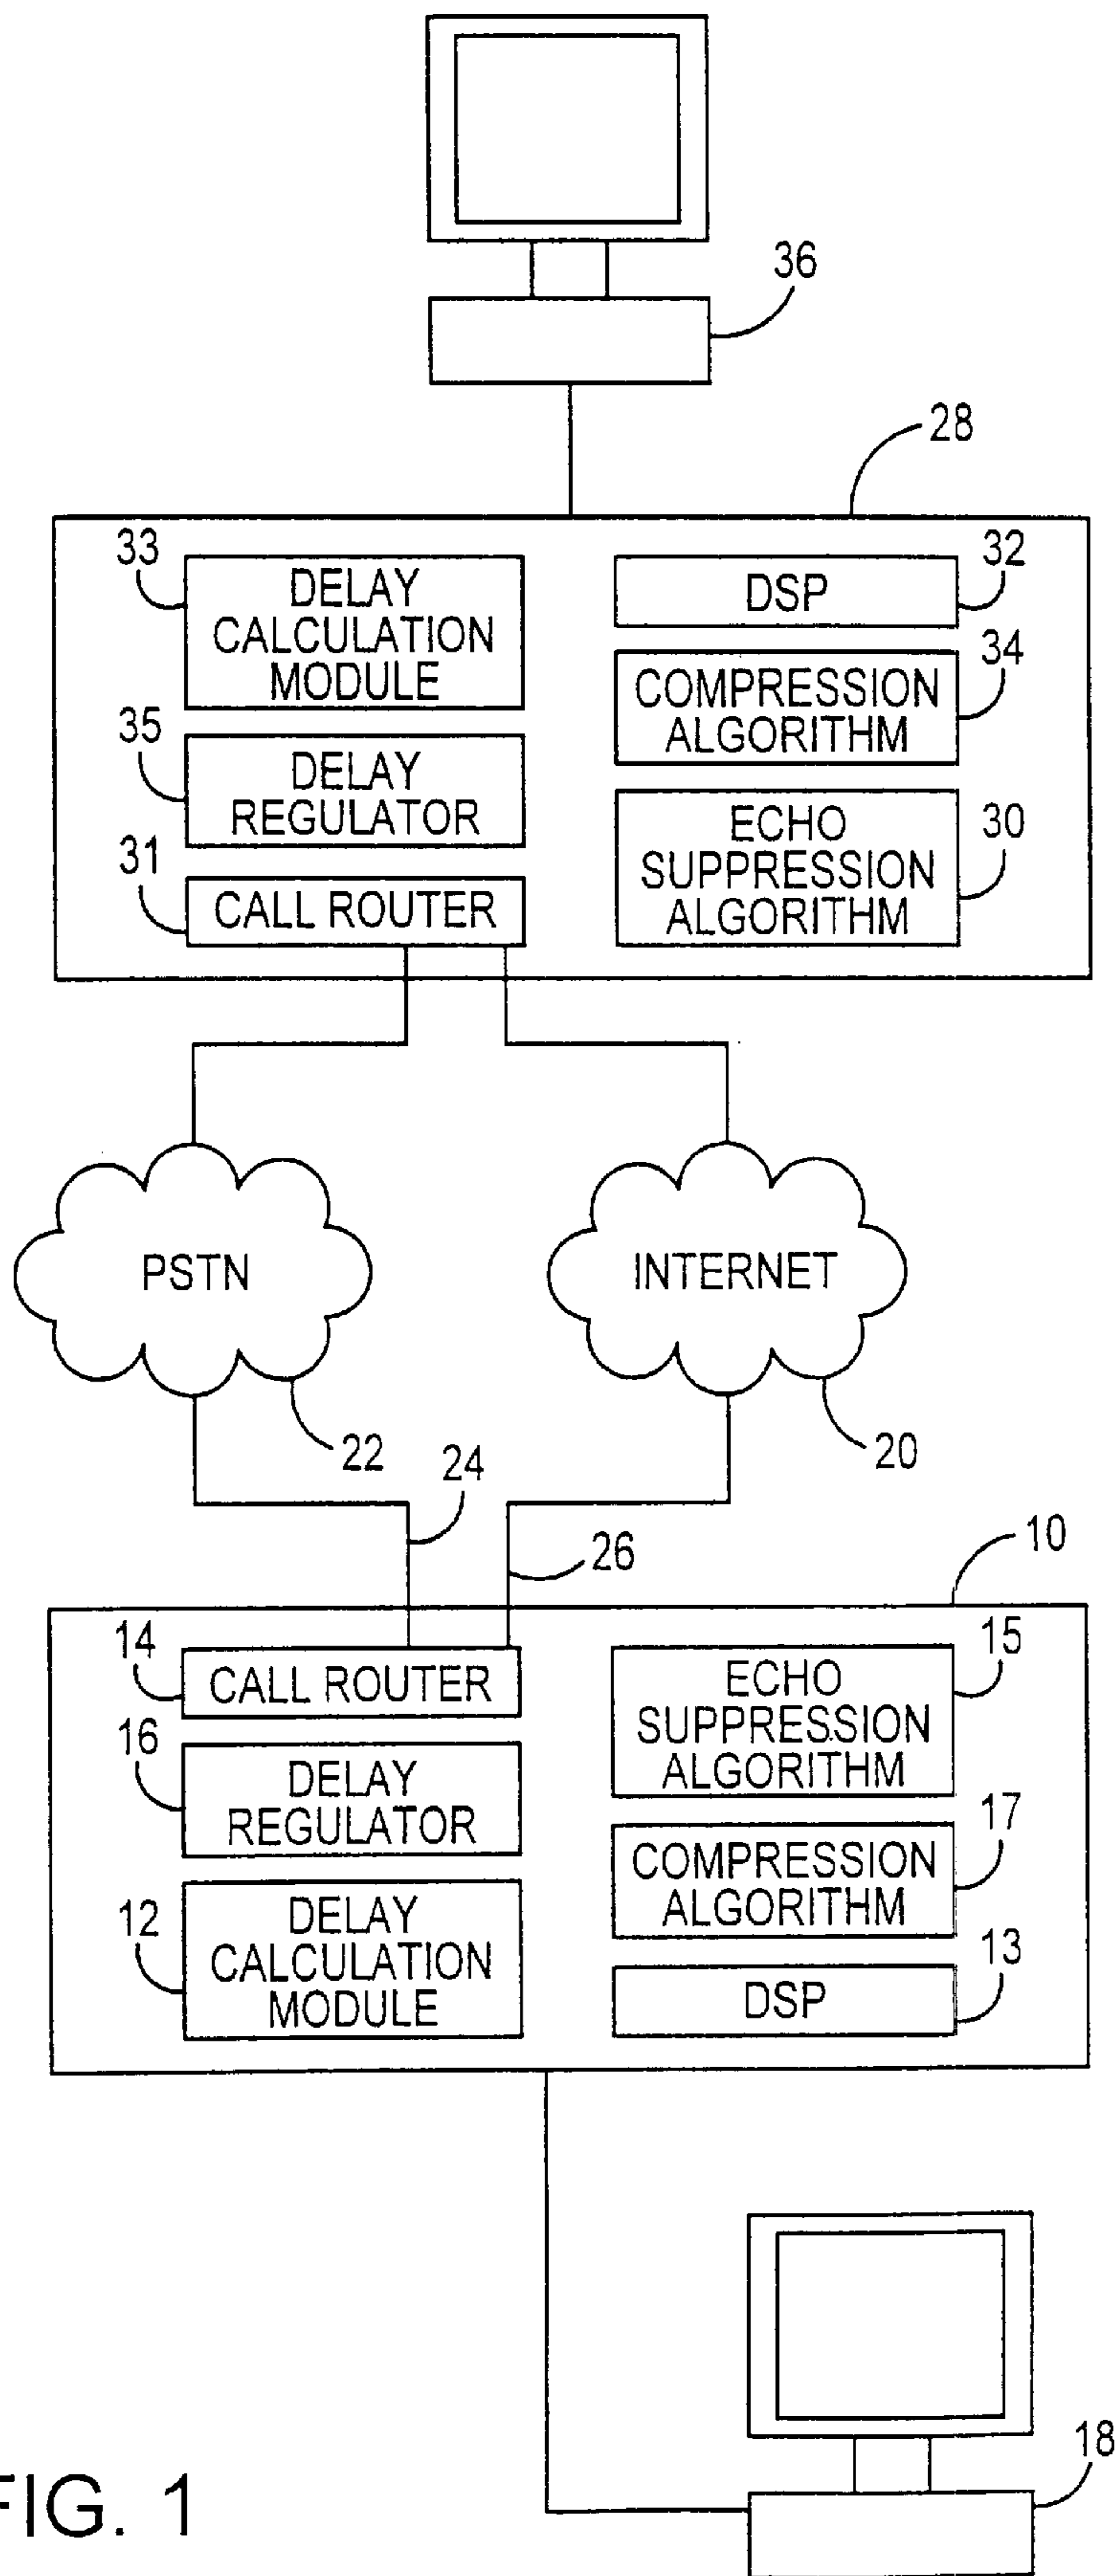 36
28
33
DELAY
CALCULATION
MODULE
DSP
32
COMPRESSION
ALGORITHM
34
35
DELAY
REGULATOR
ECHO
SUPPRESSION
ALGORITHM
30
31
CALL ROUTER
PSTN
INTERNET
22
20
24
26
10
14
CALL ROUTER
ECHO
SUPPRESSION
ALGORITHM
15
16
DELAY
REGULATOR
COMPRESSION
ALGORITHM
17
12
DELAY
CALCULATION
MODULE
DSP
13
18
FIG. 1